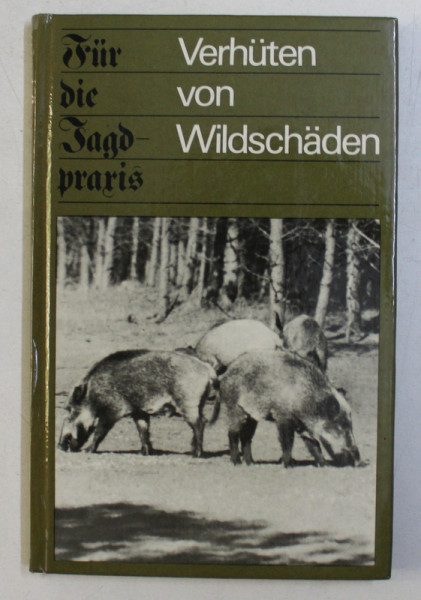 Für
die
Jagd-
praxis
Verhüten
von
Wildschäden